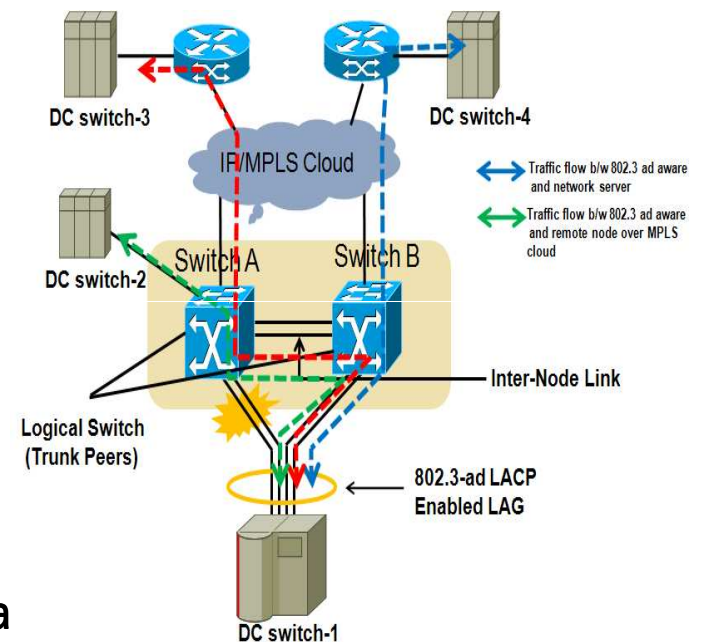 DC switch-3
DC switch-4
IP/MPLS Cloud
Traffic flow b/w 802.3 ad aware
and network server
Traffic flow b/w 802.3 ad aware
and remote node over MPLS
cloud
DC switch-2
Switch A
Switch B
Inter-Node Link
Logical Switch
(Trunk Peers)
802.3-ad LACP
Enabled LAG
a
DC switch-1